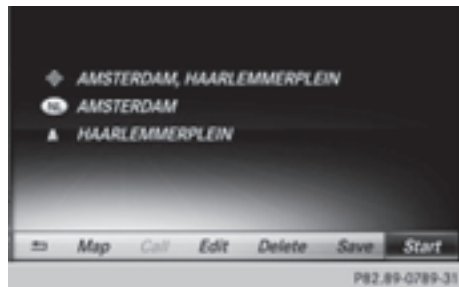 AMSTERDAM, HAARLEMMERPLEIN
NL AMSTERDAM
HAARLEMMERPLEIN
Map Call Edit Delete Save Start
P82.89-0789-31